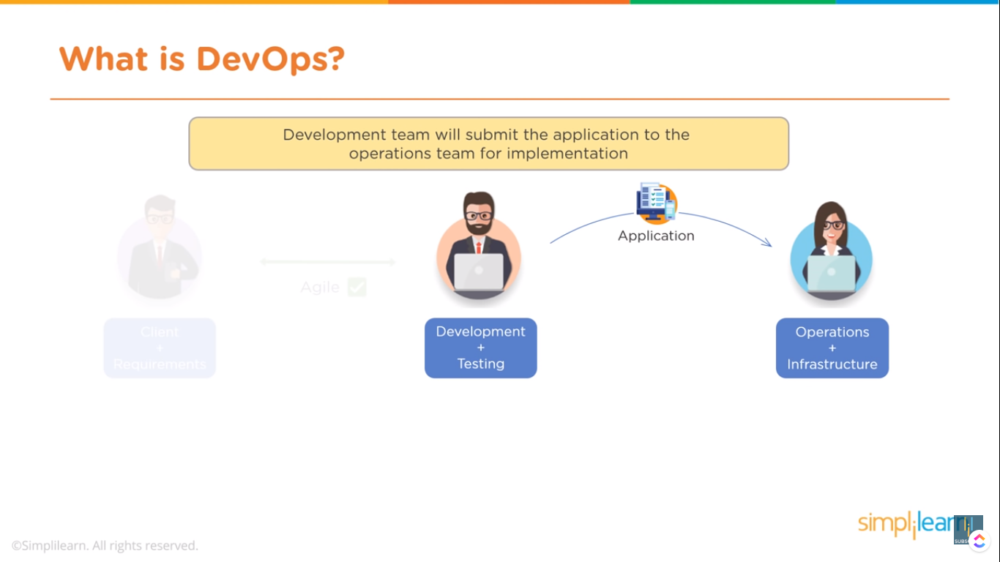 What is DevOps?
Development team will submit the application to the
operations team for implementation
Application
Agile
Client
+
Requirements
Development
+
Testing
Operations
+
Infrastructure
simplilearn
©Simplilearn. All rights reserved.